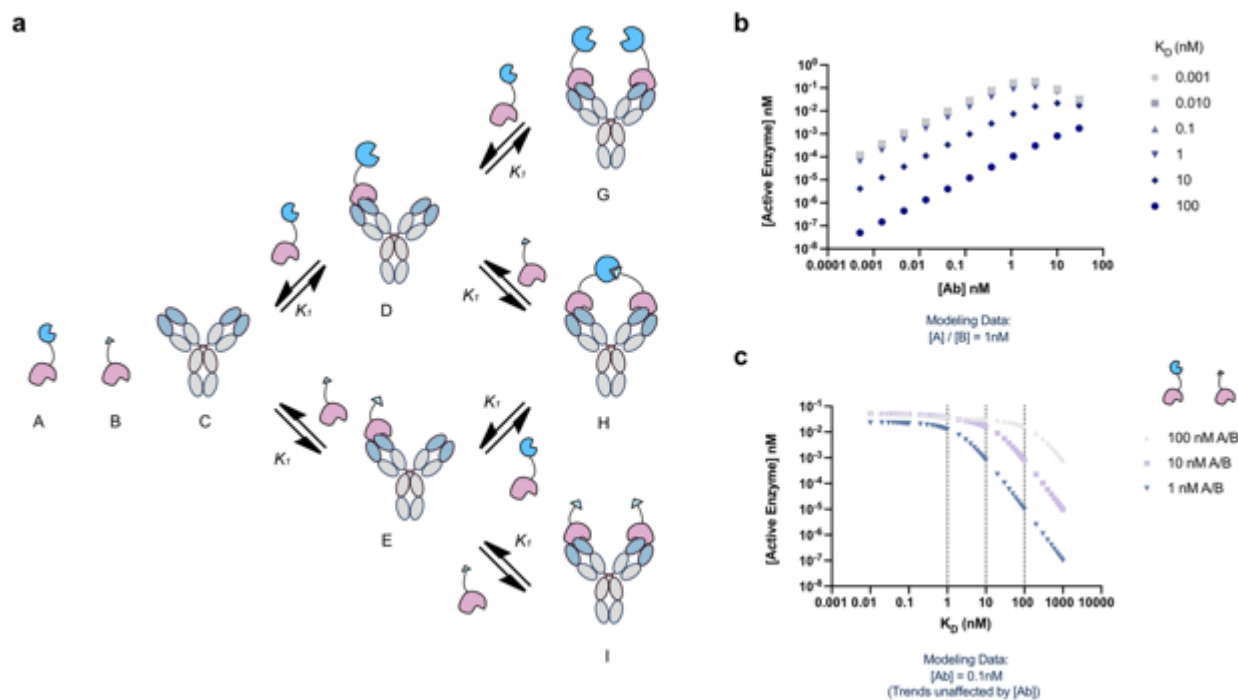 a
K₁
G
K₁
D
K₁
A
B
C
H
K₁
K₁
E
K₁
I
b
K_D (nM)
0.001
0.010
0.1
1
10
100
[Active Enzyme] nM
10⁰
10⁻¹
10⁻²
10⁻³
10⁻⁴
10⁻⁵
10⁻⁶
10⁻⁷
10⁻⁸
0.0001 0.001 0.01 0.1 1 10 100
[Ab] nM
Modeling Data:
[A] / [B] = 1nM
c
100 nM A/B
10 nM A/B
1 nM A/B
[Active Enzyme] nM
10⁻⁵
10⁻²
10⁻³
10⁻⁴
10⁻⁵
10⁻⁶
10⁻⁷
10⁻⁸
0.001 0.01 0.1 1 10 100 1000 10000
K_D (nM)
Modeling Data:
[Ab] = 0.1nM
(Trends unaffected by [Ab])